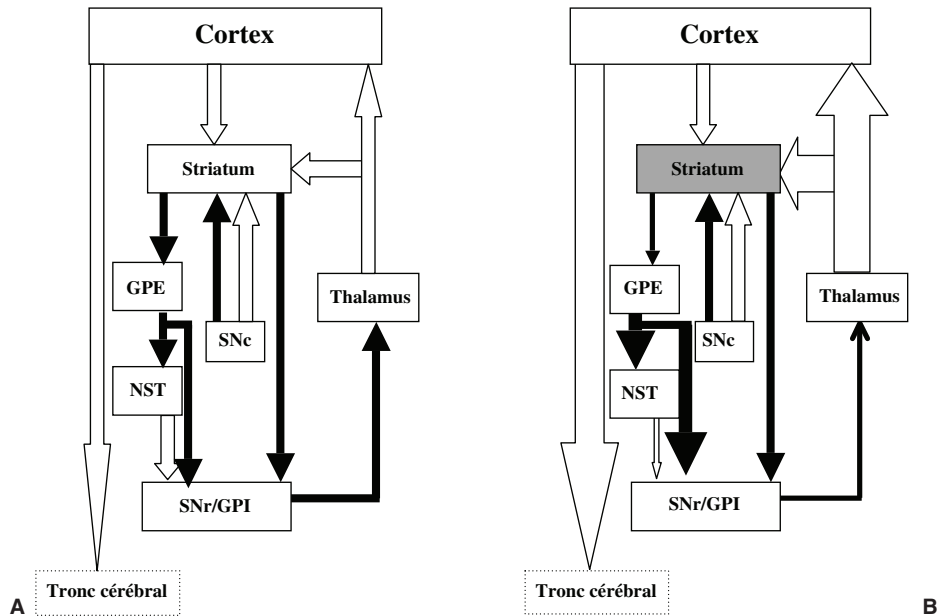 Cortex
Striatum
GPE
SNc
Thalamus
NST
SNr/GPI
Tronc cérébral
A
Cortex
Striatum
GPE
SNc
Thalamus
NST
SNr/GPI
Tronc cérébral
B